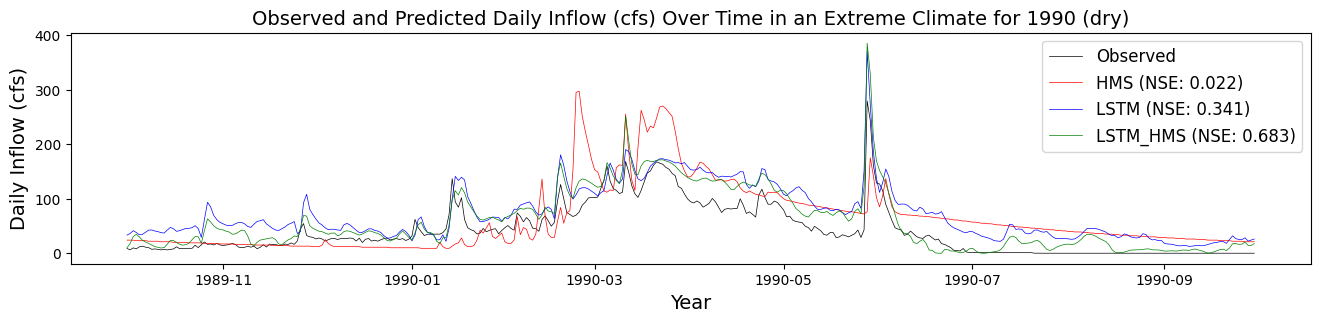 Observed and Predicted Daily Inflow (cfs) Over Time in an Extreme Climate for 1990 (dry)
Daily Inflow (cfs)
400
300
200
100
0
Observed
HMS (NSE: 0.022)
LSTM (NSE: 0.341)
LSTM_HMS (NSE: 0.683)
1989-11
1990-01
1990-03
1990-05
1990-07
1990-09
Year